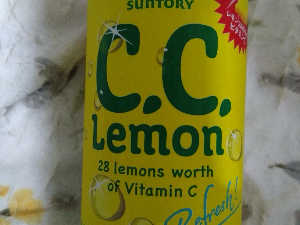 SUNTORY
C.C.
Lemon
28 lemons worth
of Vitamin C
Refresh!